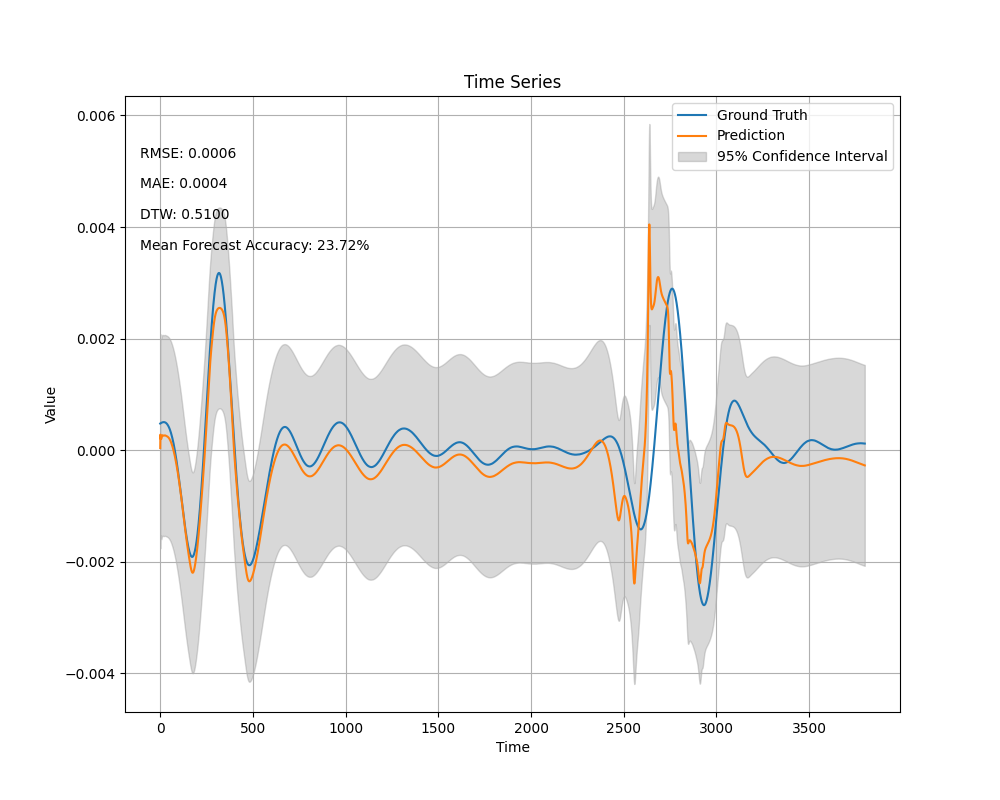 Time Series
Ground Truth
Prediction
95% Confidence Interval
RMSE: 0.0006
MAE: 0.0004
DTW: 0.5100
Mean Forecast Accuracy: 23.72%
0.006
0.004
0.002
0.000
−0.002
−0.004
Value
0 500 1000 1500 2000 2500 3000 3500
Time